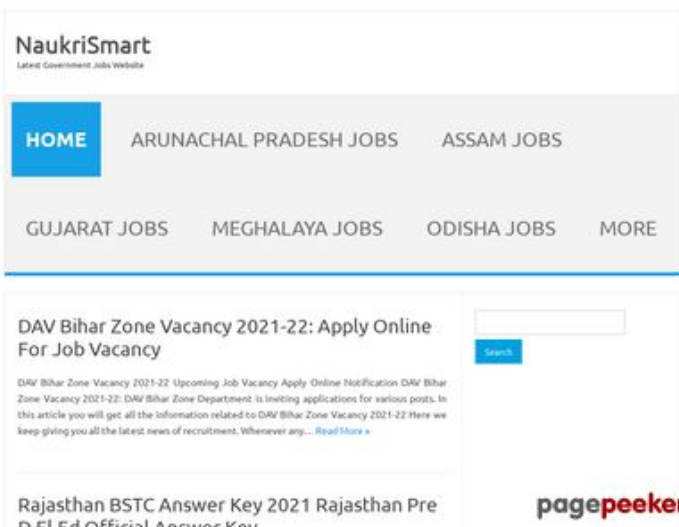 NaukriSmart
Latest Government Jobs Website
HOME
ARUNACHAL PRADESH JOBS
ASSAM JOBS
GUJARAT JOBS
MEGHALAYA JOBS
ODISHA JOBS
MORE
DAV Bihar Zone Vacancy 2021-22: Apply Online
For Job Vacancy
DAV Bihar Zone Vacancy 2021-22 Upcoming Job Vacancy Apply Online Notification DAV Bihar
Zone Vacancy 2021-22: DAV Bihar Zone Department is inviting applications for various posts. In
this article you will get all the information related to DAV Bihar Zone Vacancy 2021-22 Here we
keep giving you all the latest news of recruitment. Whenever any… Read More »
Search
Rajasthan BSTC Answer Key 2021 Rajasthan Pre
D El Ed Official Answer Key
pagepeeker